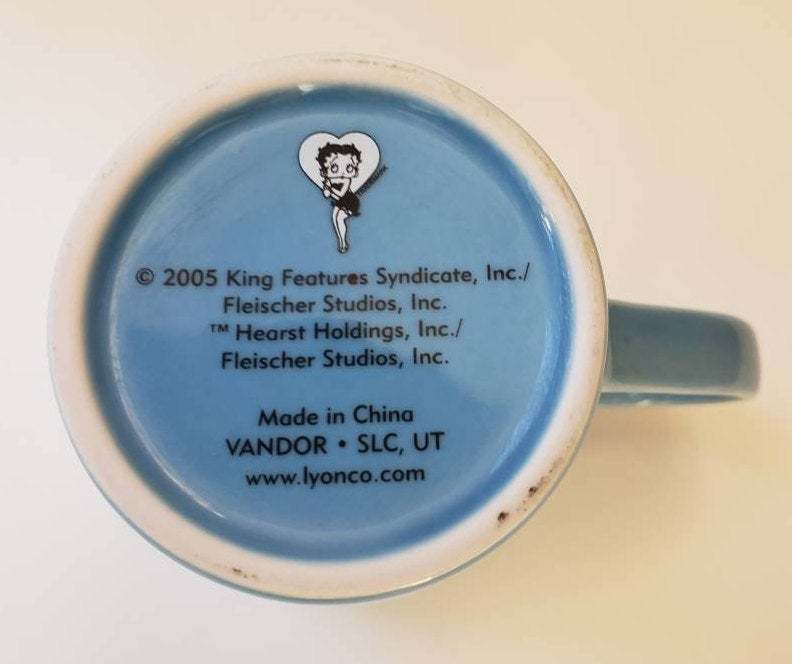 © 2005 King Features Syndicate, Inc./
Fleischer Studios, Inc.
™ Hearst Holdings, Inc./
Fleischer Studios, Inc.
Made in China
VANDOR • SLC, UT
www.lyonco.com